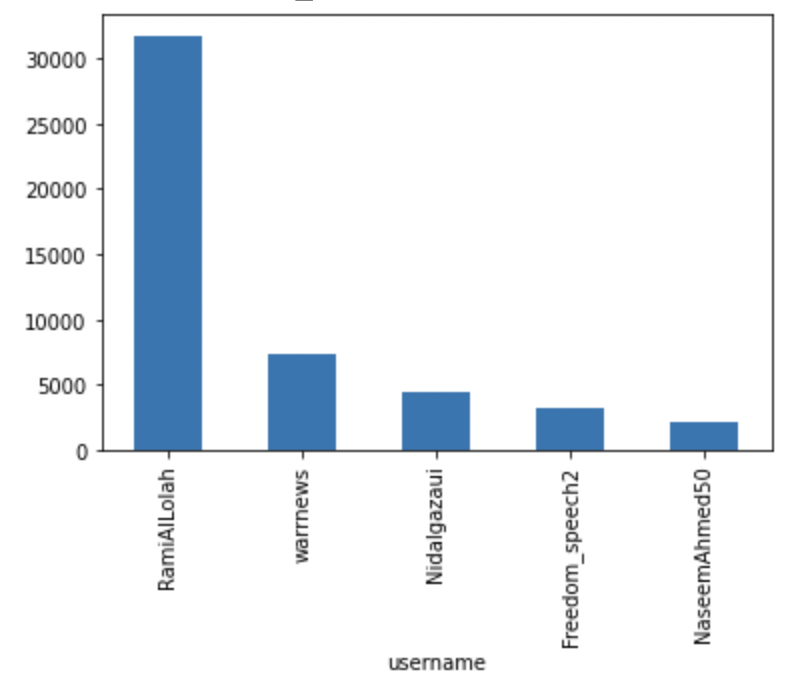 30000
25000
20000
15000
10000
5000
0
RamiAlLolah
warrnews
Nidalgazaui
Freedom_speech2
NaseemAhmed50
username